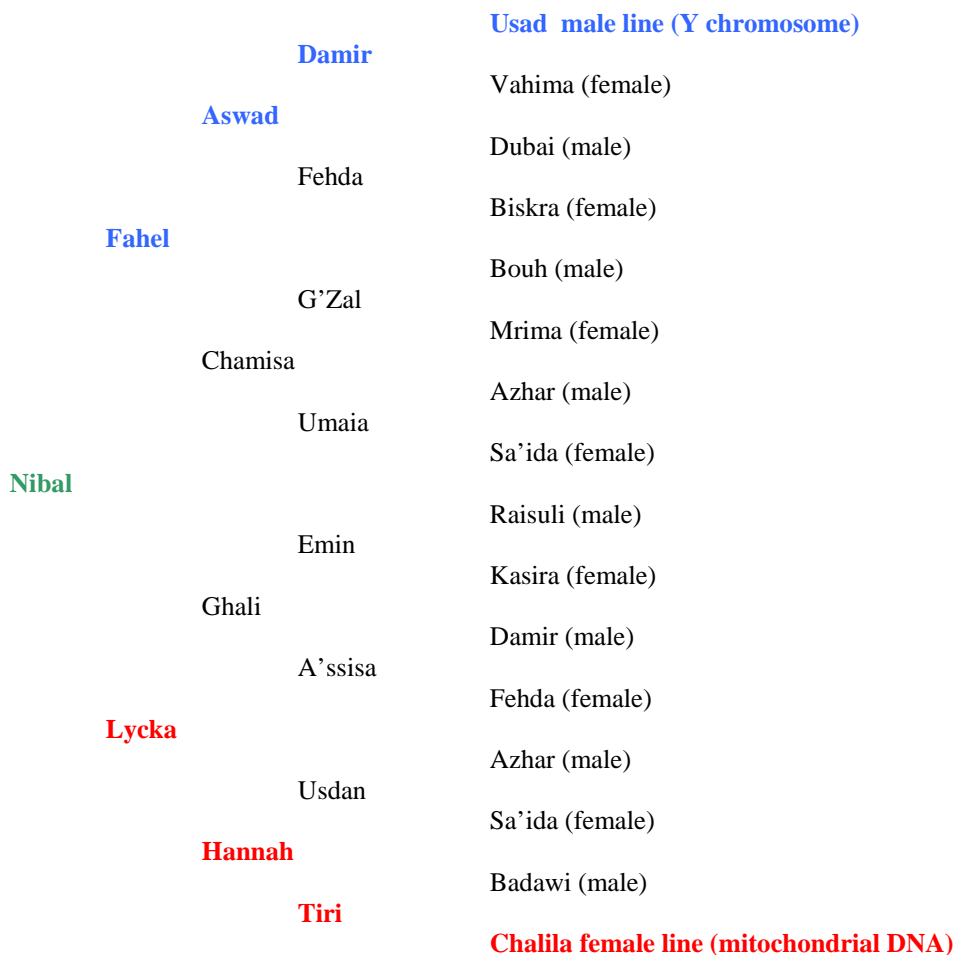 Usad  male line (Y chromosome)
Damir
Vahima (female)
Aswad
Dubai (male)
Fehda
Biskra (female)
Fahel
Bouh (male)
G’Zal
Mrima (female)
Chamisa
Azhar (male)
Umaia
Sa’ida (female)
Nibal
Raisuli (male)
Emin
Kasira (female)
Ghali
Damir (male)
A’ssisa
Fehda (female)
Lycka
Azhar (male)
Usdan
Sa’ida (female)
Hannah
Badawi (male)
Tiri
Chalila female line (mitochondrial DNA)